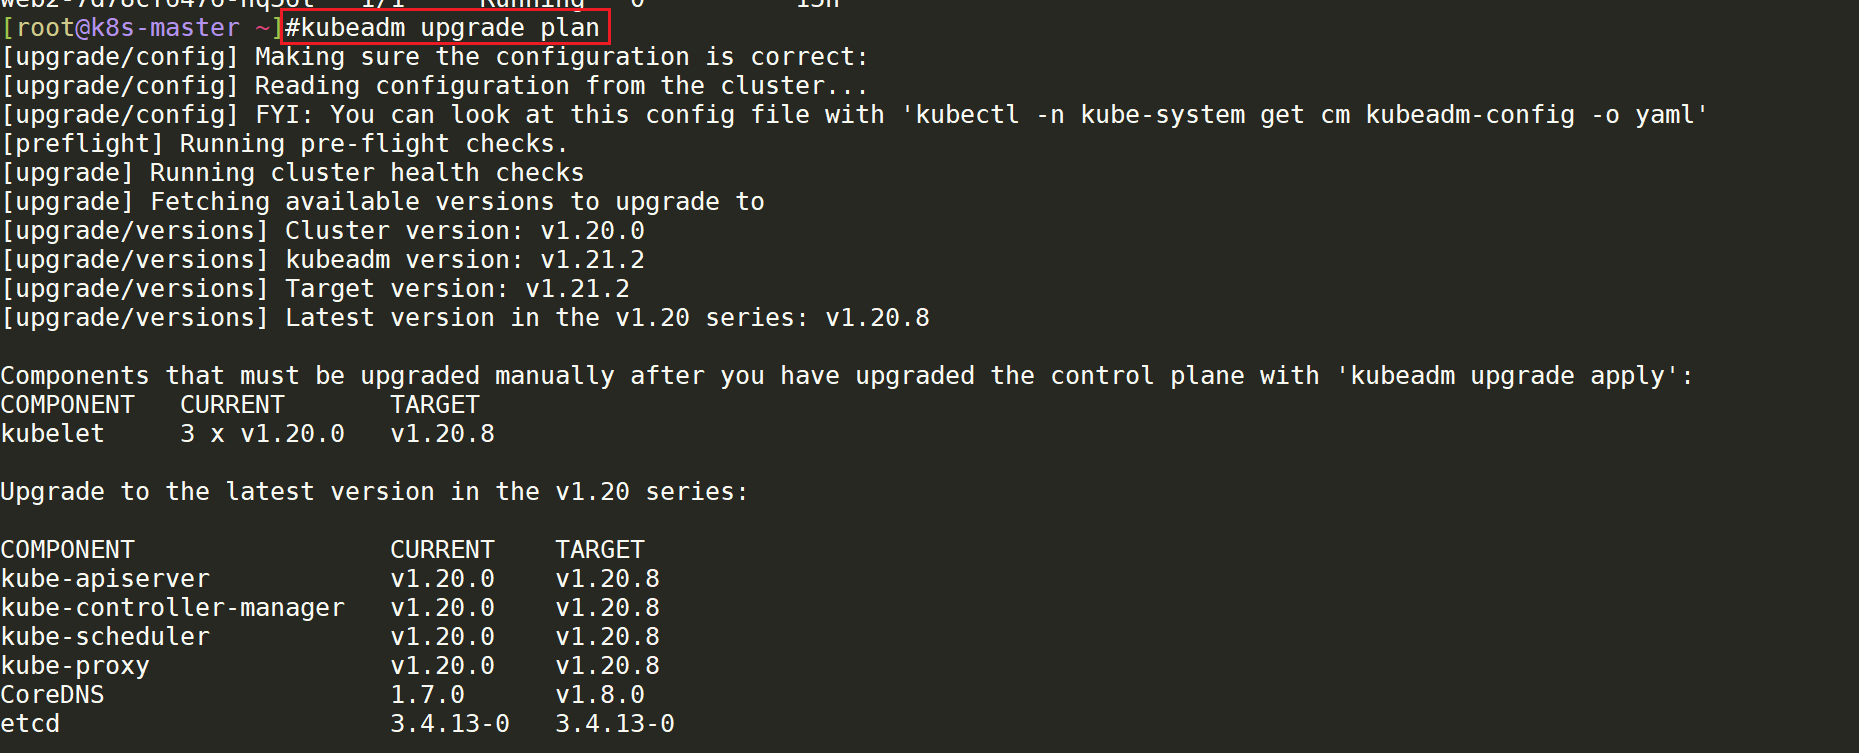 Running 0
[root@k8s-master ~]#kubeadm upgrade plan
[upgrade/config] Making sure the configuration is correct:
[upgrade/config] Reading configuration from the cluster...
[upgrade/config] FYI: You can look at this config file with 'kubectl -n kube-system get cm kubeadm-config -o yaml'
[preflight] Running pre-flight checks.
[upgrade] Running cluster health checks
[upgrade] Fetching available versions to upgrade to
[upgrade/versions] Cluster version: v1.20.0
[upgrade/versions] kubeadm version: v1.21.2
[upgrade/versions] Target version: v1.21.2
[upgrade/versions] Latest version in the v1.20 series: v1.20.8
Components that must be upgraded manually after you have upgraded the control plane with 'kubeadm upgrade apply':
COMPONENT   CURRENT       TARGET
kubelet     3 x v1.20.0   v1.20.8
Upgrade to the latest version in the v1.20 series:
COMPONENT                 CURRENT    TARGET
kube-apiserver            v1.20.0    v1.20.8
kube-controller-manager   v1.20.0    v1.20.8
kube-scheduler            v1.20.0    v1.20.8
kube-proxy                v1.20.0    v1.20.8
CoreDNS                   1.7.0      v1.8.0
etcd                      3.4.13-0   3.4.13-0